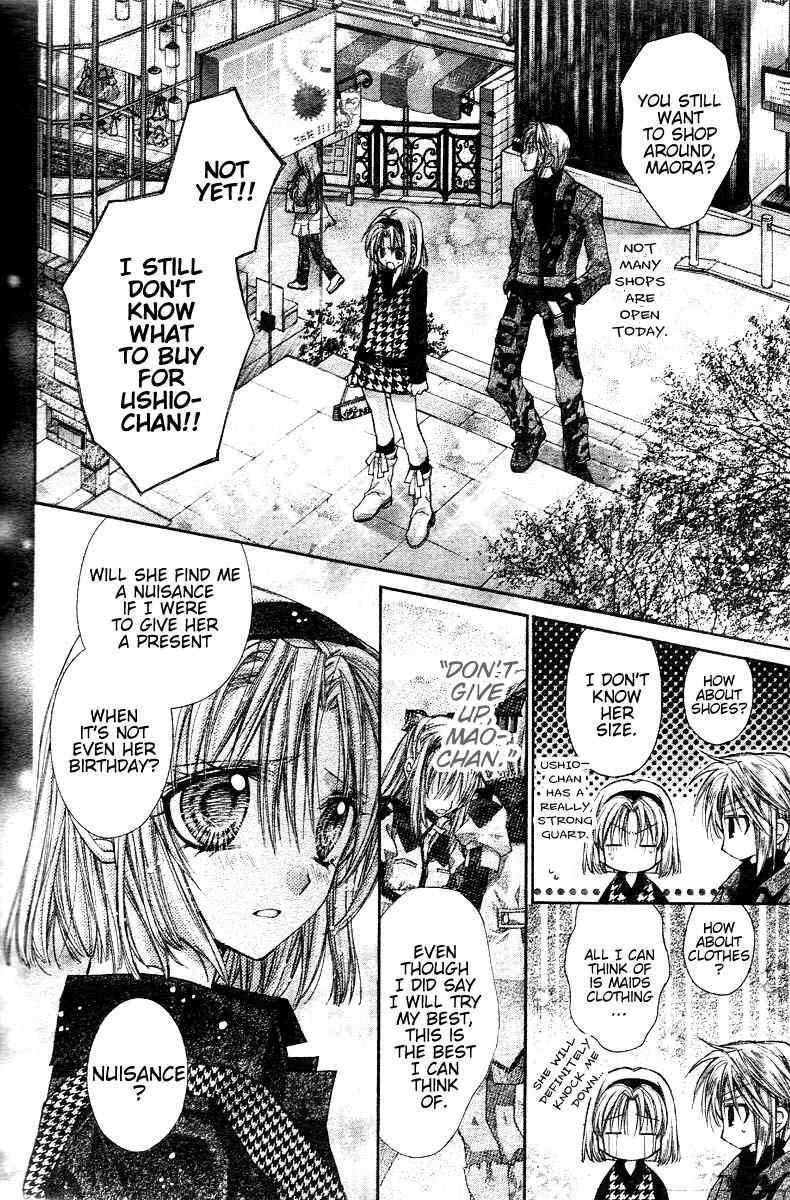 YOU STILL
WANT
TO SHOP
AROUND,
MAORA?
NOT
MANY
SHOPS
ARE
OPEN
TODAY.
NOT
YET!!
I STILL
DON'T
KNOW
WHAT
TO BUY
FOR
USHIO-
CHAN!!
HOW
ABOUT
SHOES?
I DON'T
KNOW
HER
SIZE.
USHIO-
CHAN
HAS A
REALLY
STRONG
GUARD.
HOW
ABOUT
CLOTHES?
ALL I CAN
THINK OF
IS MAIDS
CLOTHING
...
SHE WILL
DEFINITELY
KNOCK ME
DOWN..
"DON'T
GIVE
UP,
MAO-
CHAN."
EVEN
THOUGH
I DID SAY
I WILL TRY
MY BEST,
THIS IS
THE BEST
I CAN
THINK
OF.
WILL SHE FIND ME
A NUISANCE
IF I WERE
TO GIVE HER
A PRESENT
WHEN
IT'S NOT
EVEN HER
BIRTHDAY?
NUISANCE
?